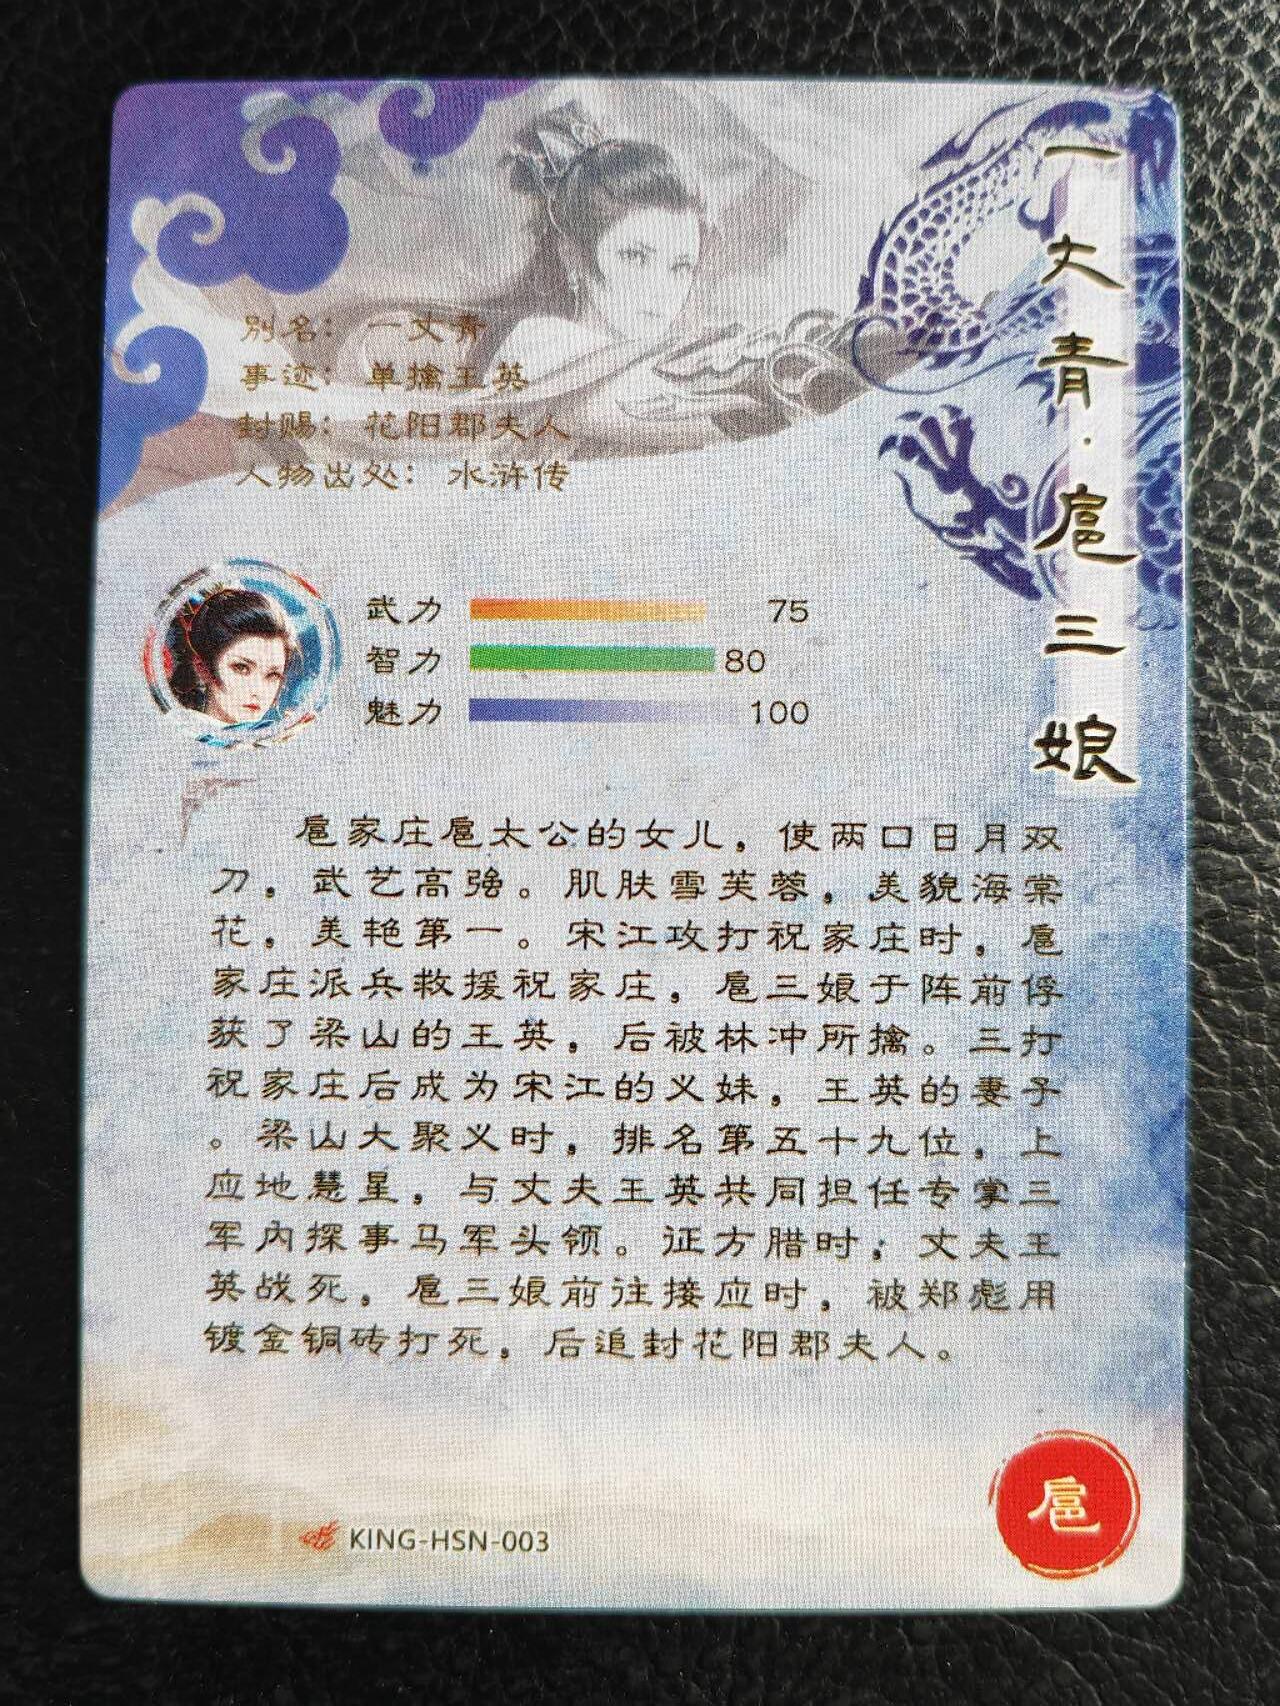 一丈青·扈三娘
别名：一丈青
事迹：单擒王英
封赐：花阳郡夫人
人物出处：水浒传
武力 75
智力 80
魅力 100
扈家庄扈太公的女儿，使两口日月双
刀，武艺高强。肌肤雪芙蓉，美貌海棠
花，美艳第一。宋江攻打祝家庄时，扈
家庄派兵救援祝家庄，扈三娘于阵前俘
获了梁山的王英，后被林冲所擒。三打
祝家庄后成为宋江的义妹，王英的妻子
。梁山大聚义时，排名第五十九位，上
应地慧星，与丈夫王英共同担任专掌三
军内探事马军头领。证方腊时；丈夫王
英战死，扈三娘前往接应时，被郑彪用
镀金铜砖打死，后追封花阳郡夫人。
扈
KING-HSN-003